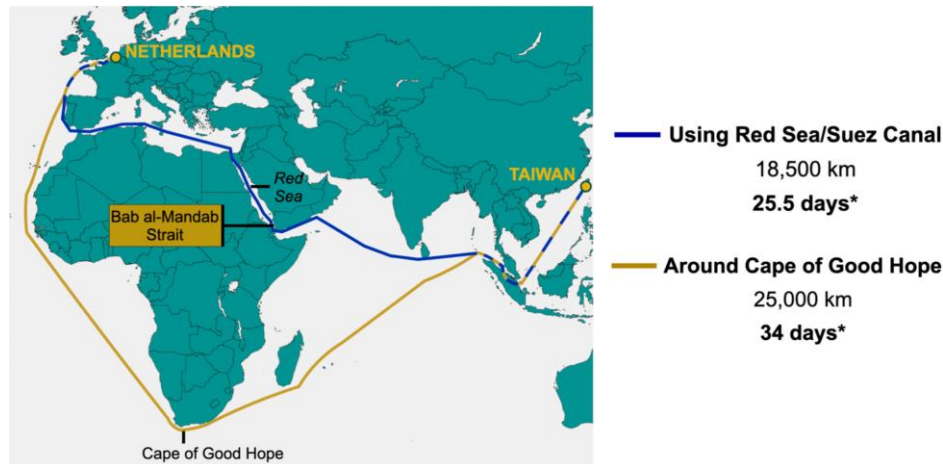 NETHERLANDS
TAIWAN
Red
Sea
Bab al-Mandab
Strait
Cape of Good Hope
Using Red Sea/Suez Canal
18,500 km
25.5 days*
Around Cape of Good Hope
25,000 km
34 days*